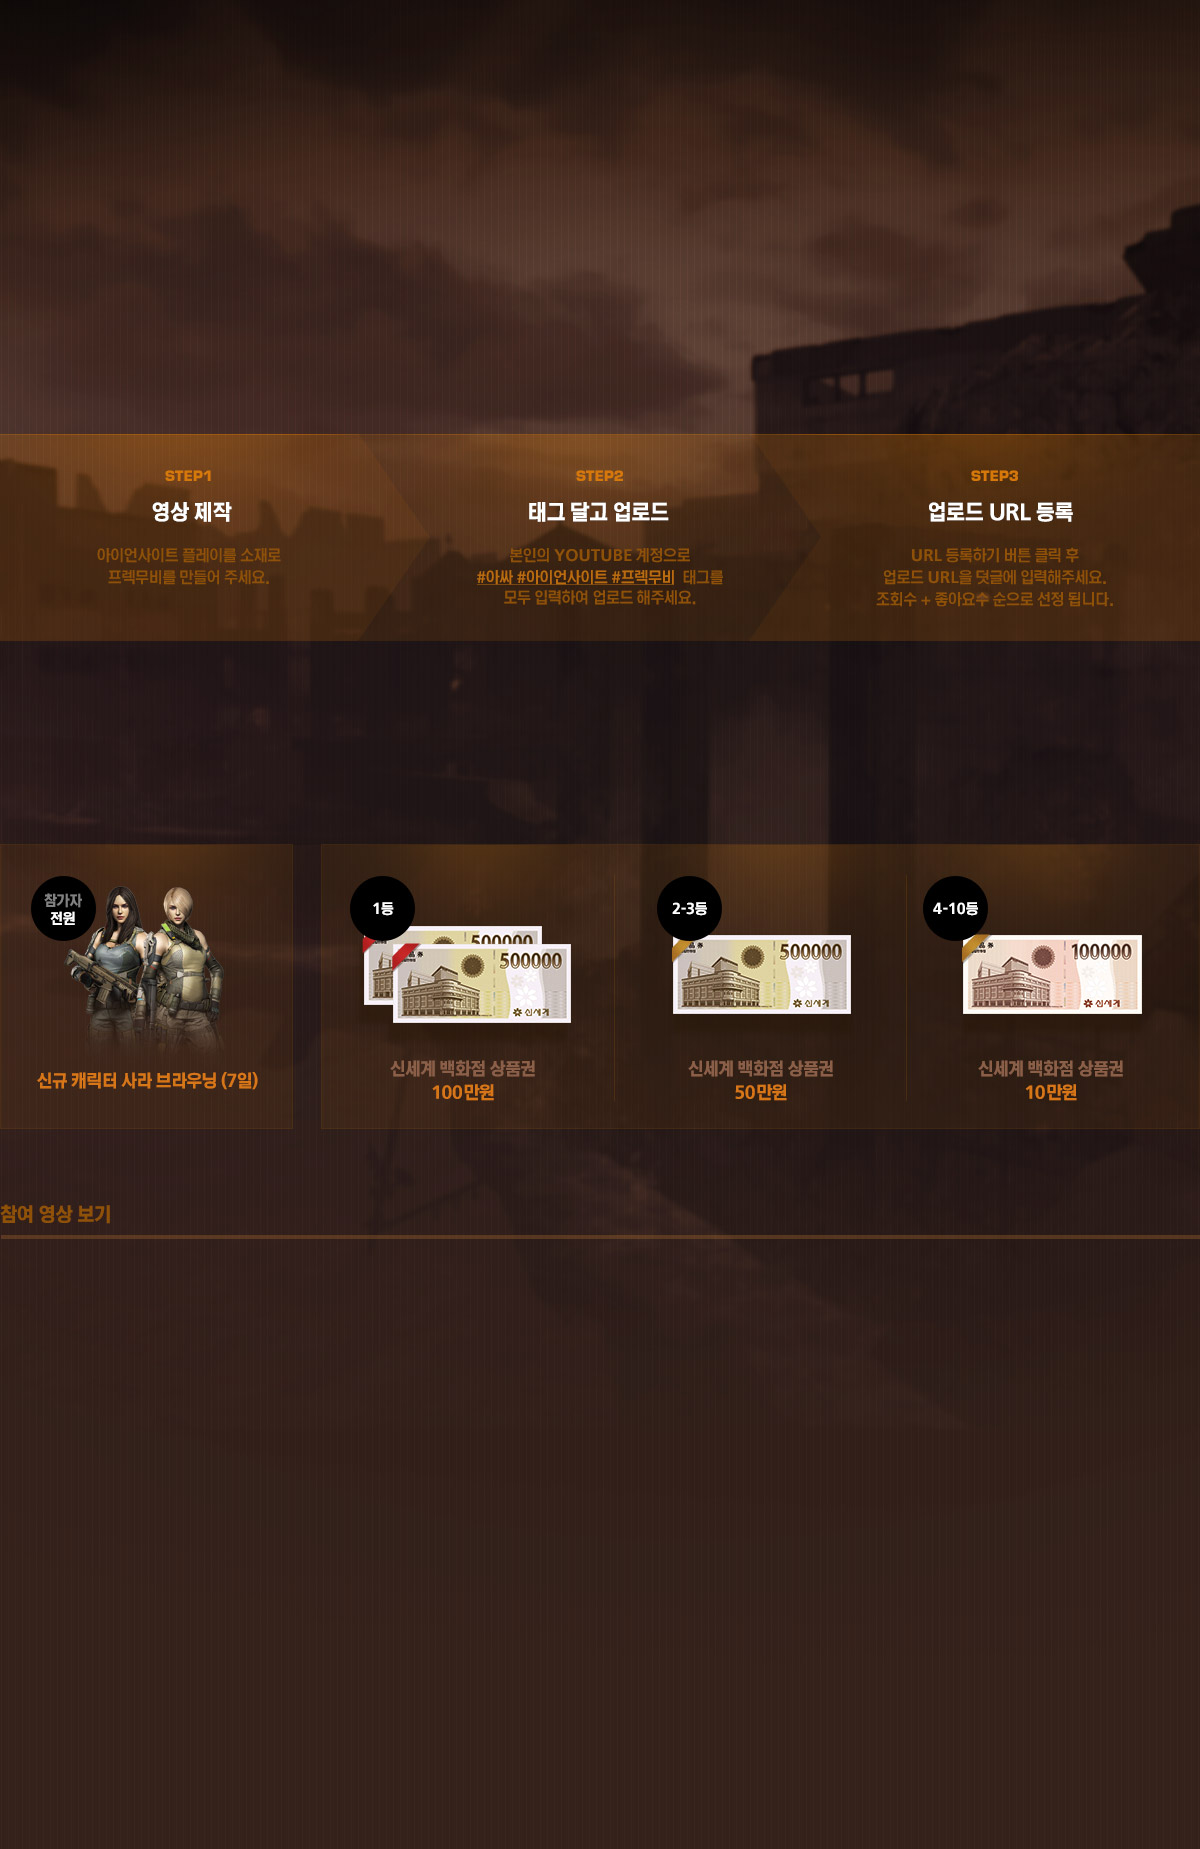 STEP1
영상 제작
아이언사이트 플레이를 소재로
프렉무비를 만들어 주세요.
STEP2
태그 달고 업로드
본인의 YOUTUBE 계정으로
#아싸 #아이언사이트 #프렉무비 태그를
모두 입력하여 업로드 해주세요.
STEP3
업로드 URL 등록
URL 등록하기 버튼 클릭 후
업로드 URL을 덧글에 입력해주세요.
조회수 + 좋아요수 순으로 선정 됩니다.
참가자
전원
신규 캐릭터 사라 브라우닝 (7일)
1등
500000
500000
신세계
신세계 백화점 상품권
100만원
2-3등
500000
신세계
신세계 백화점 상품권
50만원
4-10등
100000
신세계
신세계 백화점 상품권
10만원
참여 영상 보기